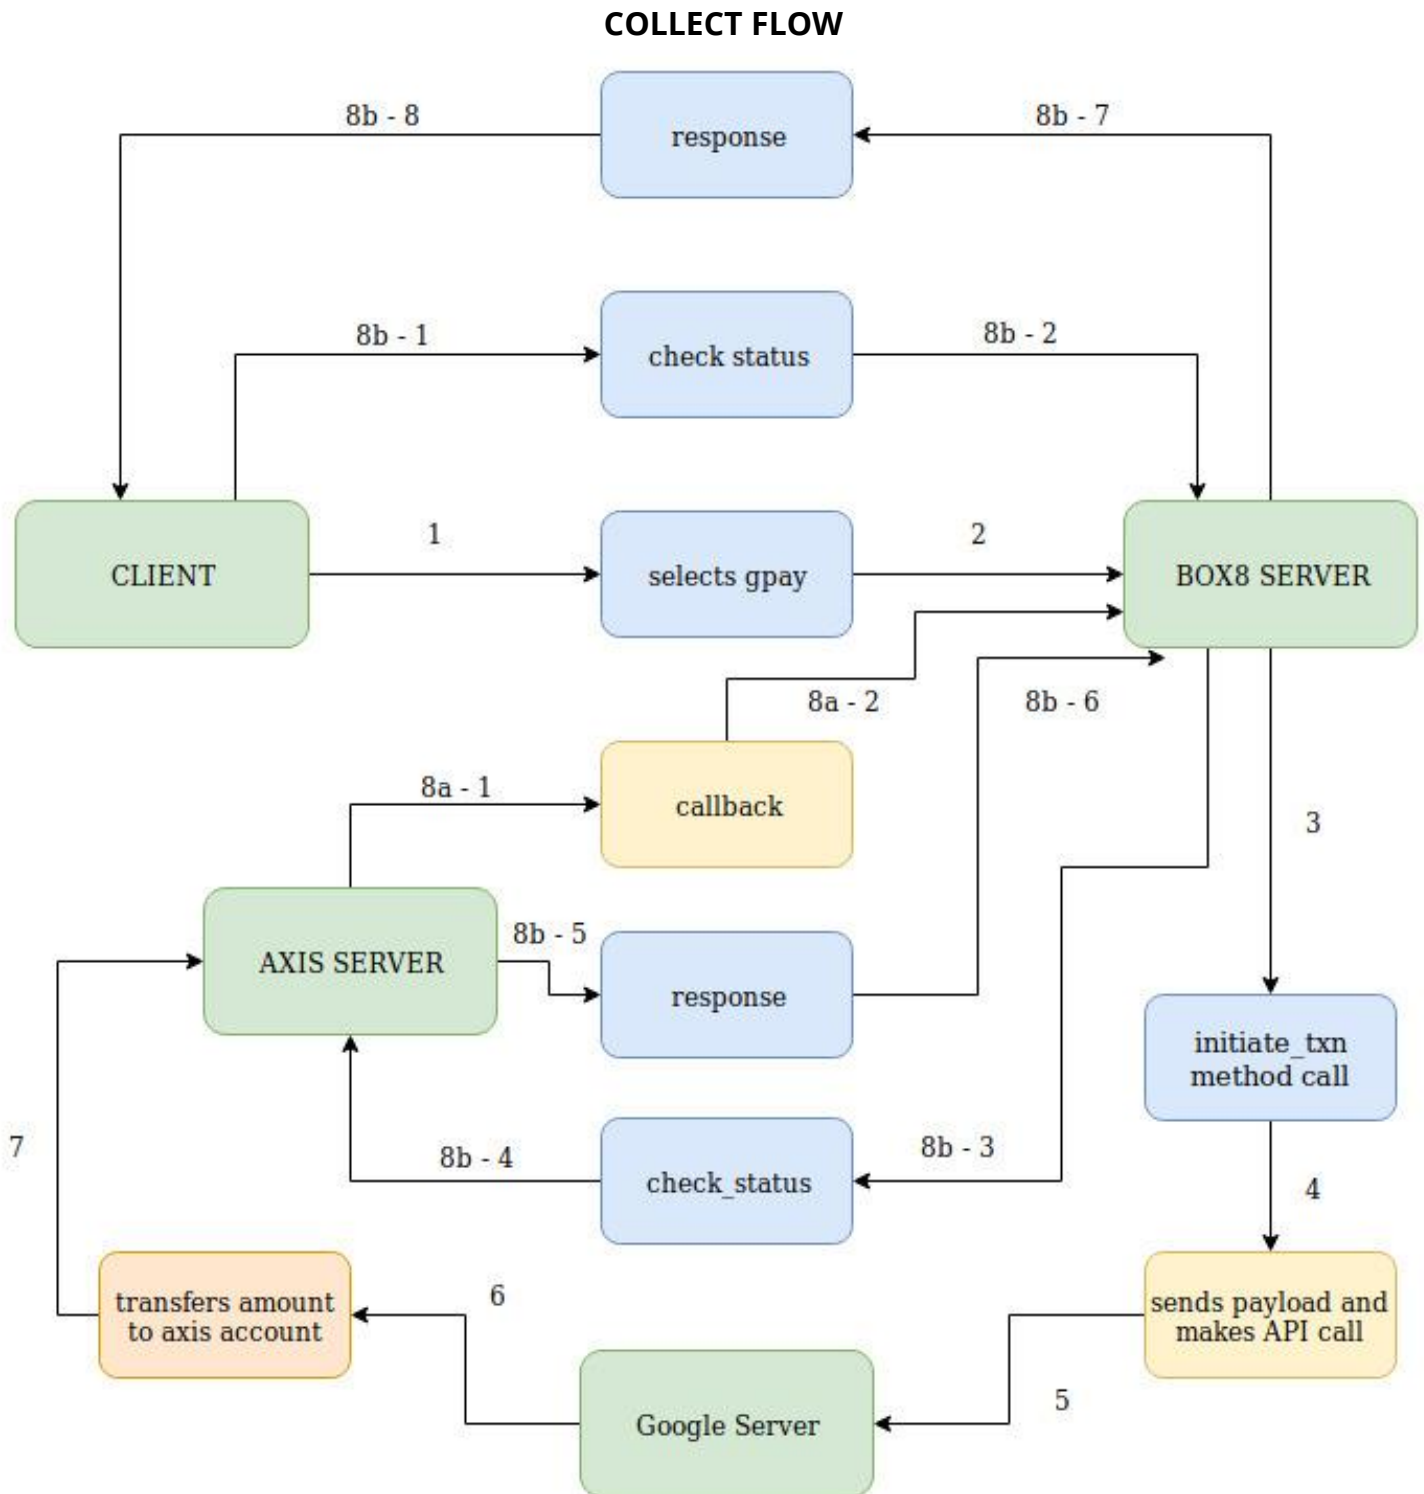 COLLECT FLOW
8b - 8
response
8b - 7
8b - 1
check status
8b - 2
CLIENT
1
selects gpay
2
BOX8 SERVER
8a - 2
8b - 6
8a - 1
callback
3
AXIS SERVER
8b - 5
response
initiate_txn
method call
7
8b - 4
check_status
8b - 3
4
transfers amount
to axis account
6
sends payload and
makes API call
Google Server
5